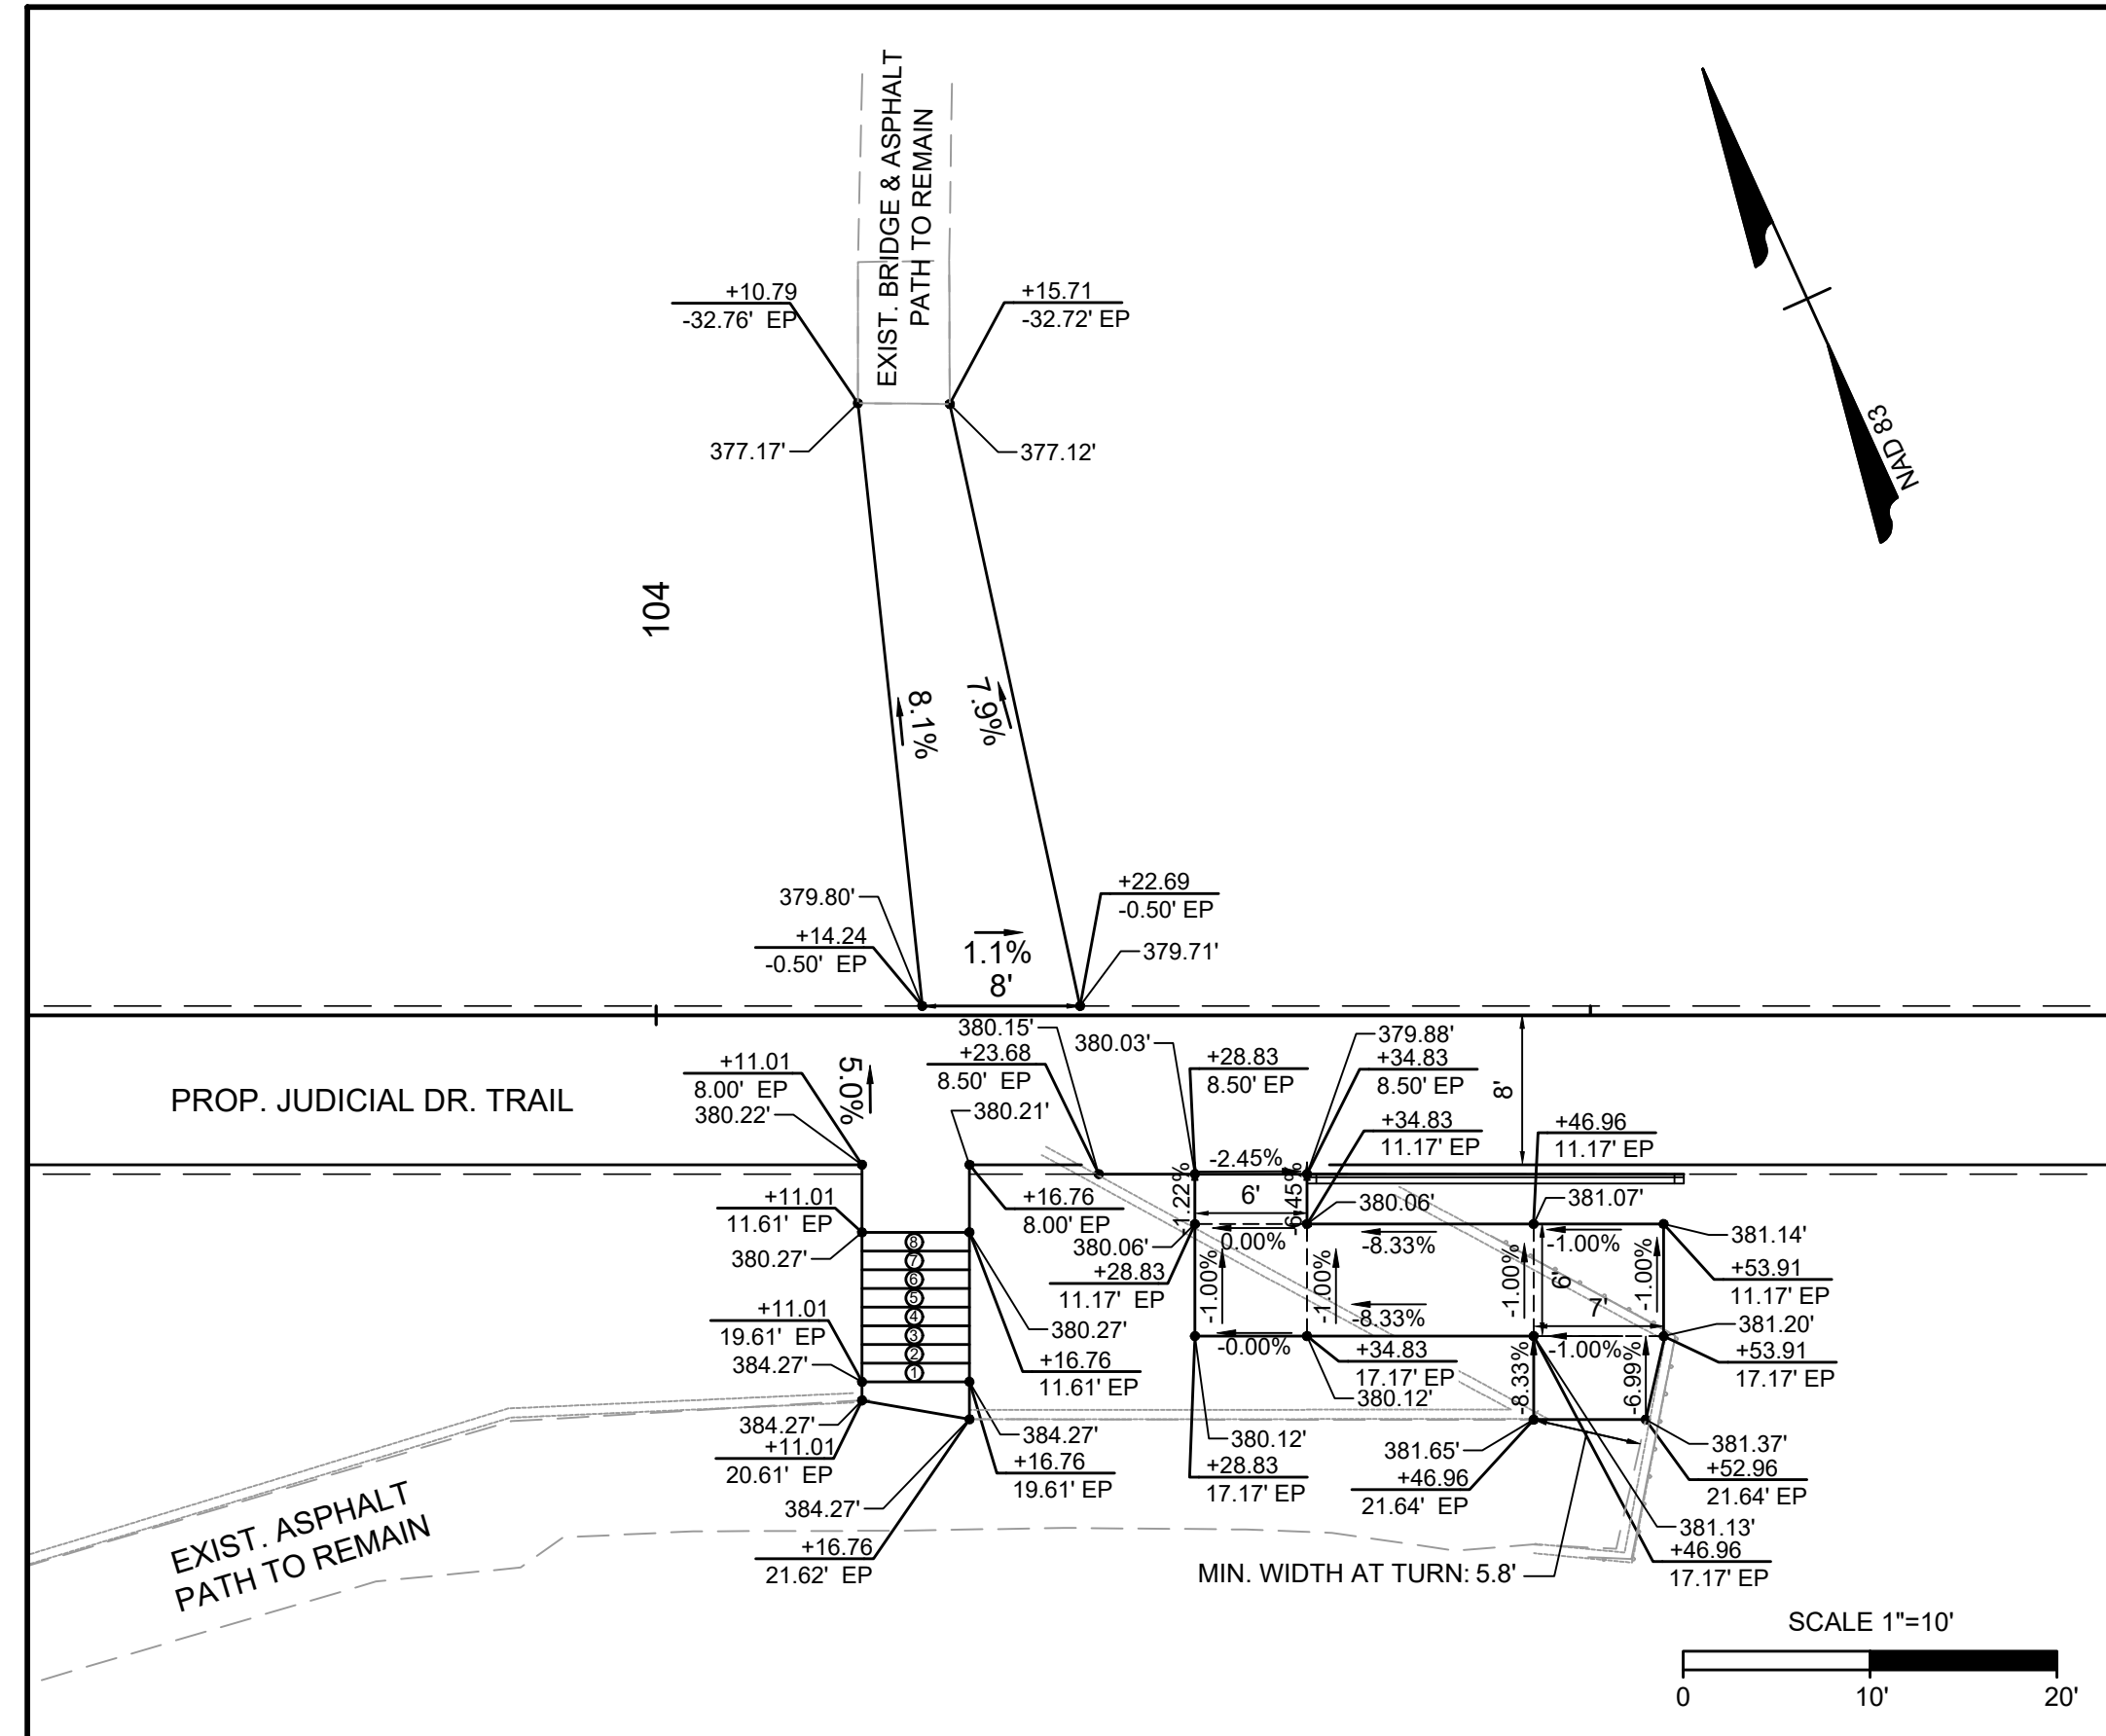 EXIST. BRIDGE & ASPHALT
PATH TO REMAIN
+10.79
-32.76' EP
+15.71
-32.72' EP
377.17'
377.12'
NAD 83
104
8.1%
7.9%
379.80'
+14.24
-0.50' EP
1.1%
8'
+22.69
-0.50' EP
379.71'
PROP. JUDICIAL DR. TRAIL
+11.01
8.00' EP
380.22'
5.0%
380.15'
+23.68
8.50' EP
380.21'
380.03'
+28.83
8.50' EP
379.88'
+34.83
8.50' EP
+34.83
11.17' EP
8'
+46.96
11.17' EP
+11.01
11.61' EP
380.27'
+16.76
8.00' EP
-2.45%
6'
-1.22%
-6.45%
380.06'
+28.83
11.17' EP
0.00%
380.06'
-8.33%
381.07'
-1.00%
381.14'
+53.91
11.17' EP
8
7
6
5
4
3
2
1
-1.00%
-1.00%
-8.33%
-1.00%
6'
7'
-1.00%
+11.01
19.61' EP
384.27'
380.27'
+16.76
11.61' EP
-0.00%
+34.83
17.17' EP
380.12'
-1.00%
381.20'
+53.91
17.17' EP
-8.33%
-6.99%
384.27'
+11.01
20.61' EP
384.27'
+16.76
19.61' EP
380.12'
+28.83
17.17' EP
381.65'
+46.96
21.64' EP
381.37'
+52.96
21.64' EP
384.27'
+16.76
21.62' EP
381.13'
+46.96
17.17' EP
EXIST. ASPHALT
PATH TO REMAIN
MIN. WIDTH AT TURN: 5.8'
SCALE 1"=10'
0 10' 20'